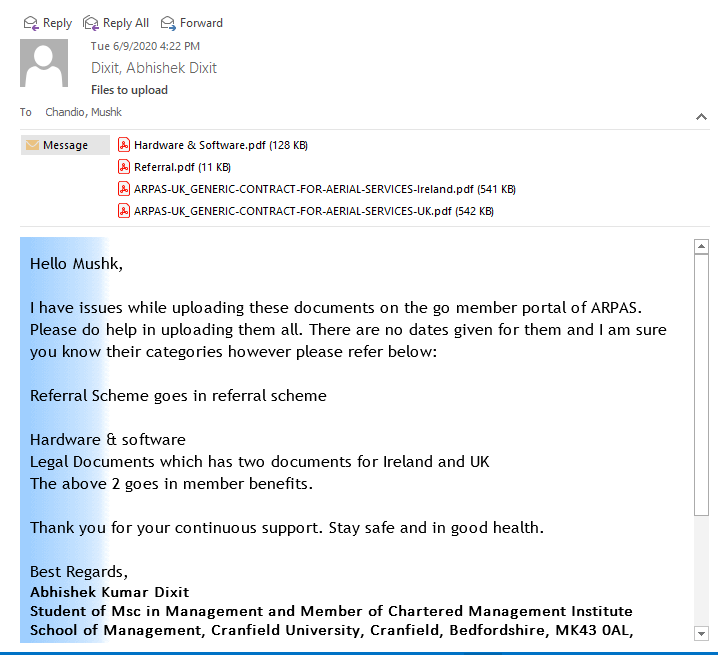 Reply Reply All Forward
Tue 6/9/2020 4:22 PM
Dixit, Abhishek Dixit
Files to upload
To Chandio, Mushk
Message
Hardware & Software.pdf (128 KB)
Referral.pdf (11 KB)
ARPAS-UK_GENERIC-CONTRACT-FOR-AERIAL-SERVICES-Ireland.pdf (541 KB)
ARPAS-UK_GENERIC-CONTRACT-FOR-AERIAL-SERVICES-UK.pdf (542 KB)
Hello Mushk,
I have issues while uploading these documents on the go member portal of ARPAS.
Please do help in uploading them all. There are no dates given for them and I am sure
you know their categories however please refer below:
Referral Scheme goes in referral scheme
Hardware & software
Legal Documents which has two documents for Ireland and UK
The above 2 goes in member benefits.
Thank you for your continuous support. Stay safe and in good health.
Best Regards,
Abhishek Kumar Dixit
Student of Msc in Management and Member of Chartered Management Institute
School of Management, Cranfield University, Cranfield, Bedfordshire, MK43 0AL,